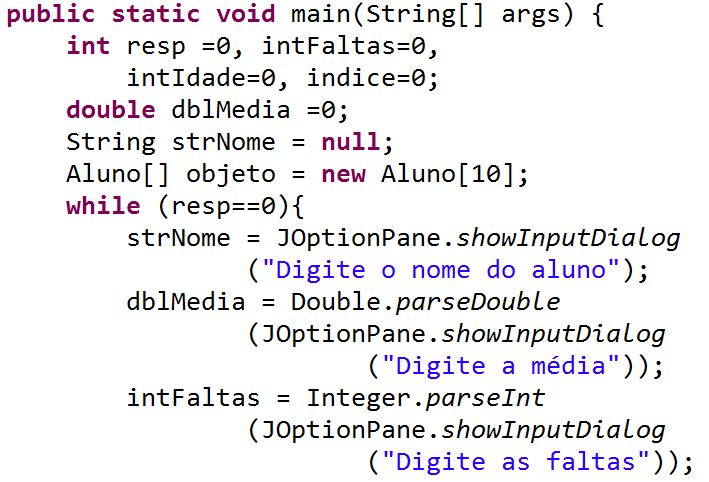 public static void main(String[] args) {
int resp =0, intFaltas=0,
intIdade=0, indice=0;
double dblMedia =0;
String strNome = null;
Aluno[] objeto = new Aluno[10];
while (resp==0){
strNome = JOptionPane.showInputDialog
("Digite o nome do aluno");
dblMedia = Double.parseDouble
(JOptionPane.showInputDialog
("Digite a média"));
intFaltas = Integer.parseInt
(JOptionPane.showInputDialog
("Digite as faltas"));